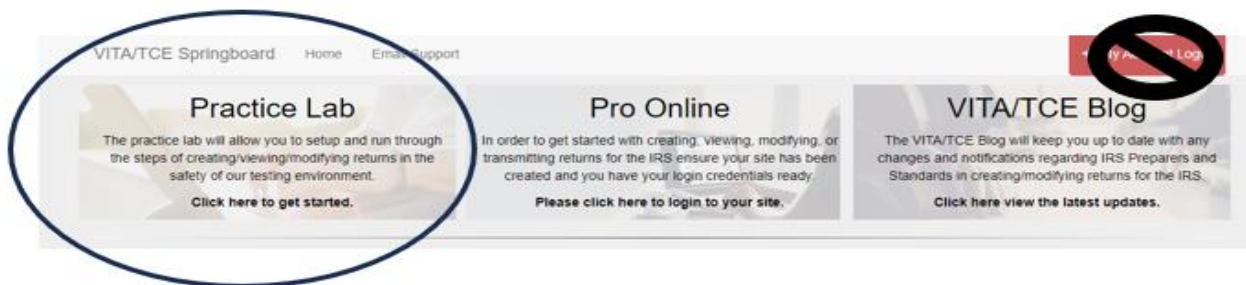 VITA/TCE Springboard Home Email Support
Practice Lab
The practice lab will allow you to setup and run through
the steps of creating/viewing/modifying returns in the
safety of our testing environment.
Click here to get started.
Pro Online
In order to get started with creating, viewing, modifying, or
transmitting returns for the IRS ensure your site has been
created and you have your login credentials ready.
Please click here to login to your site.
VITA/TCE Blog
The VITA/TCE Blog will keep you up to date with any
changes and notifications regarding IRS Preparers and
Standards in creating/modifying returns for the IRS.
Click here view the latest updates.